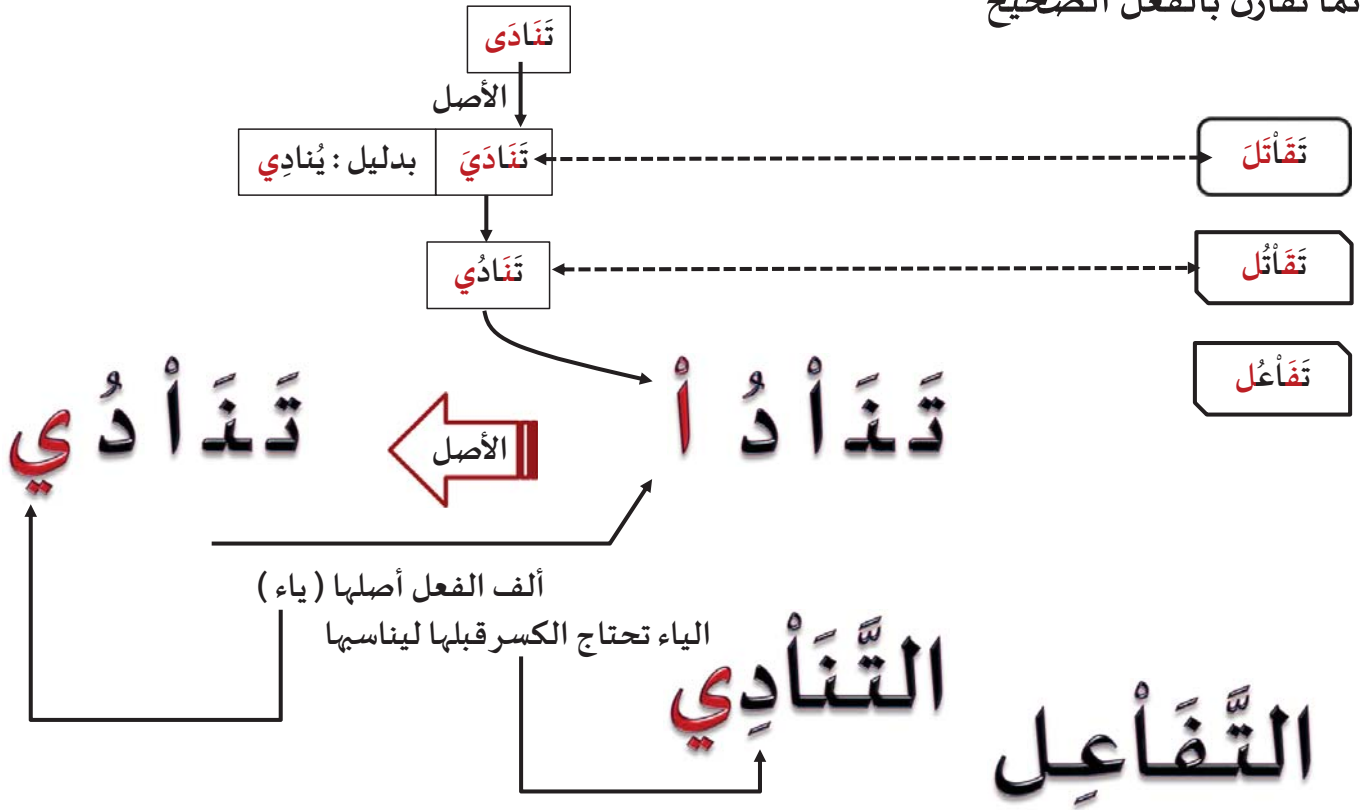 كما تقارن بالفعل الصحيح
تَنَادَى
الأصل
تَقَاْتَلَ
تَنَادَيَ
بدليل : يُنادِي
تَقَاْتُل
تَنَادُي
تَفَاْعُل
تَنَاْدُ أْ
الأصل
تَنَاْدُي
ألف الفعل أصلها ( ياء )
الياء تحتاج الكسر قبلها ليناسبها
التَّنَاْدِي
التَّفَاْعِل